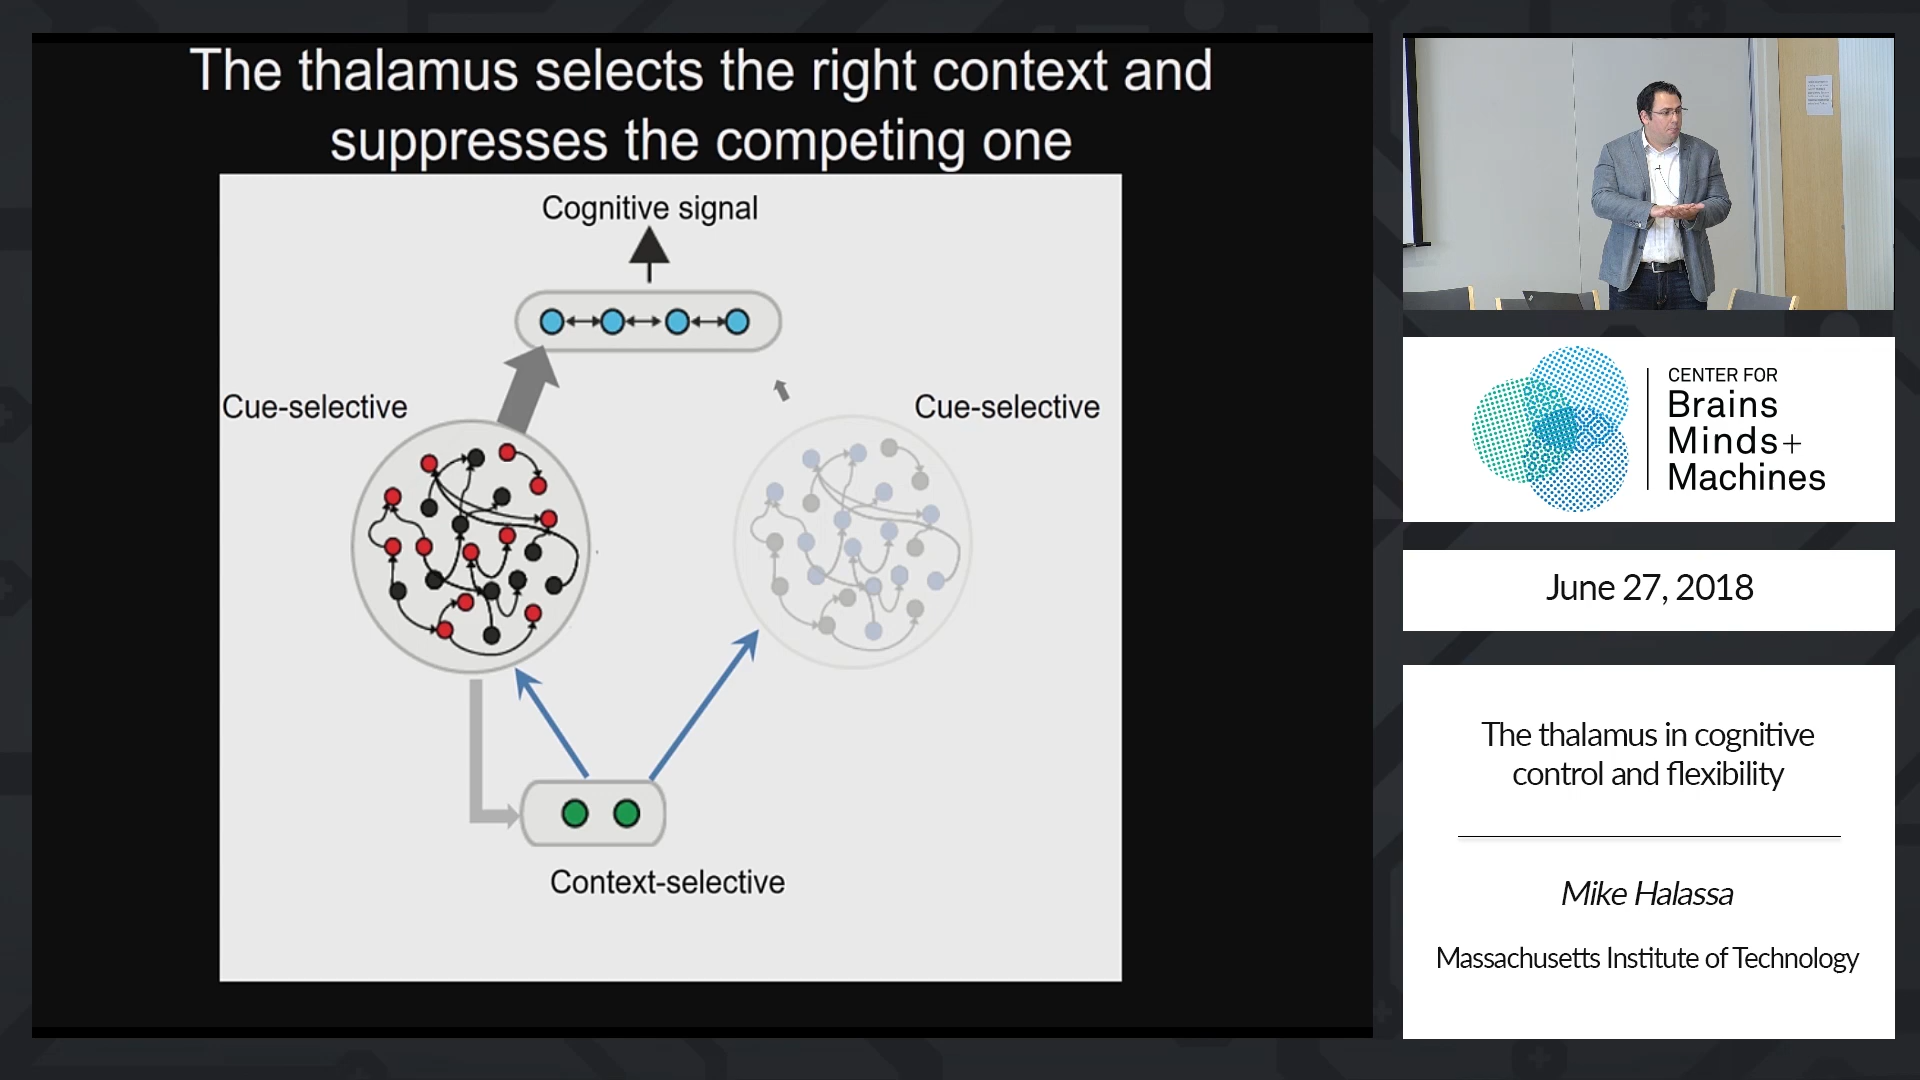 The thalamus selects the right context and
suppresses the competing one
Cognitive signal
Cue-selective
Cue-selective
Context-selective
CENTER FOR
Brains
Minds+
Machines
June 27, 2018
The thalamus in cognitive
control and flexibility
Mike Halassa
Massachusetts Institute of Technology